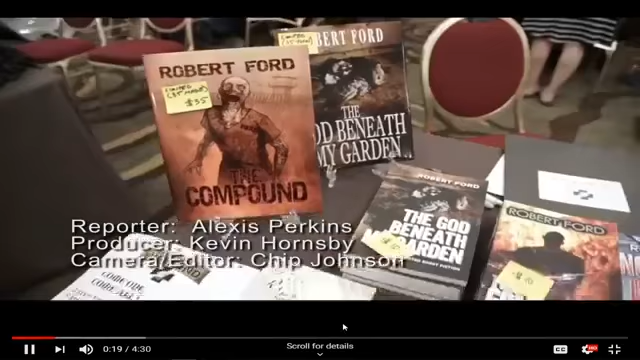 ROBERT FORD
LIMITED
$35
THE
COMPOUND
ROBERT FORD
THE
GOD BENEATH
MY GARDEN
ROBERT FORD
THE GOD
BENEATH
GARDEN
ROBERT FORD
Reporter: Alexis Perkins
Producer: Kevin Hornsby
Camera/Editor: Chip Johnson
0:19 / 4:30
Scroll for details